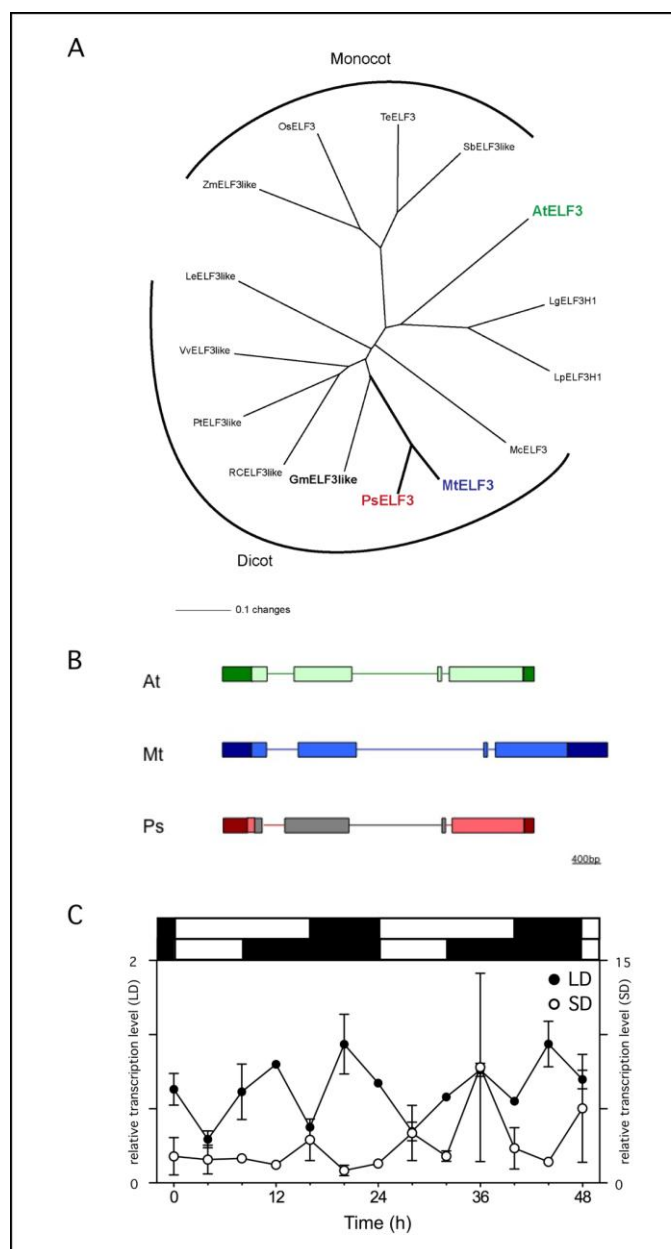 A
Monocot
TeELF3
OsELF3
SbELF3like
ZmELF3like
AtELF3
LeELF3like
LgELF3H1
VvELF3like
LpELF3H1
PtELF3like
McELF3
RCELF3like
GmELF3like
MtELF3
PsELF3
Dicot
0.1 changes
B
At
Mt
Ps
400bp
C
2
15
LD
SD
relative transcription level (LD)
relative transcription level (SD)
0
0
0 12 24 36 48
Time (h)